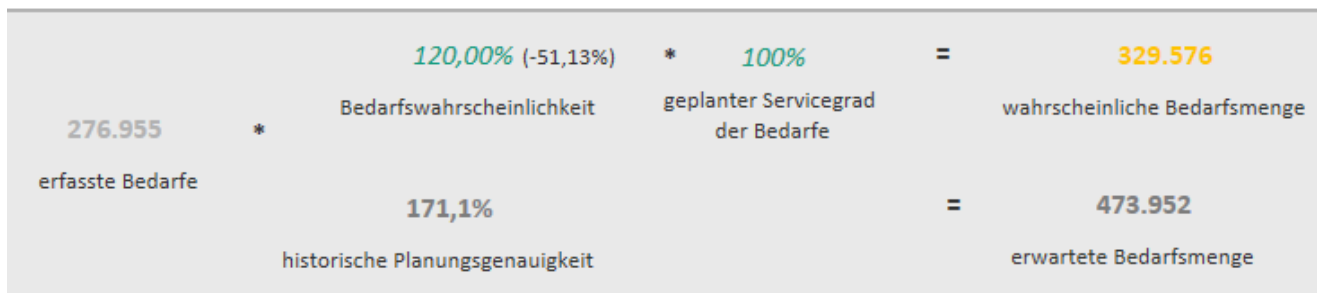 120,00% (-51,13%) * 100% = 329.576
Bedarfswahrscheinlichkeit geplanter Servicegrad der Bedarfe wahrscheinliche Bedarfsmenge
276.955 *
erfasste Bedarfe
171,1% = 473.952
historische Planungsgenauigkeit erwartete Bedarfsmenge